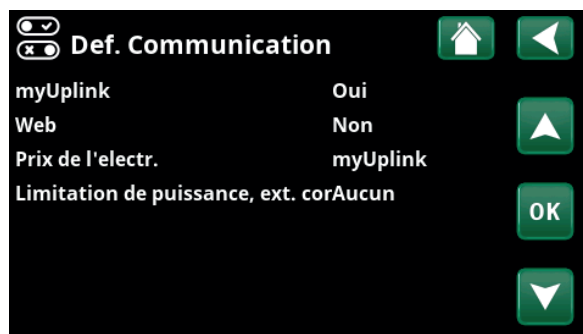 Def. Communication
myUplink Oui
Web Non
Prix de l'electr. myUplink
Limitation de puissance, ext. corAucun
OK